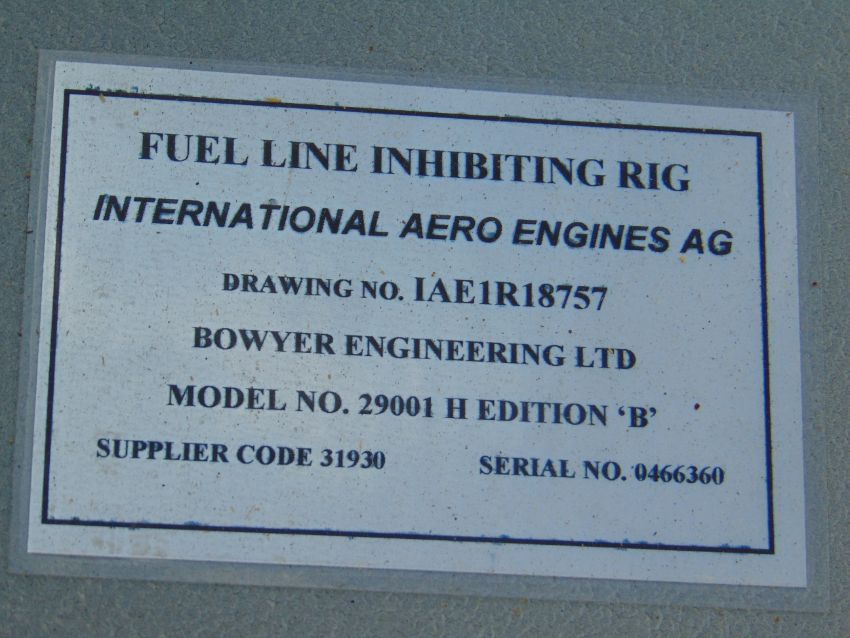 FUEL LINE INHIBITING RIG
INTERNATIONAL AERO ENGINES AG
DRAWING NO. IAE1R18757
BOWYER ENGINEERING LTD
MODEL NO. 29001 H EDITION ‘B’
SUPPLIER CODE 31930 SERIAL NO. 0466360